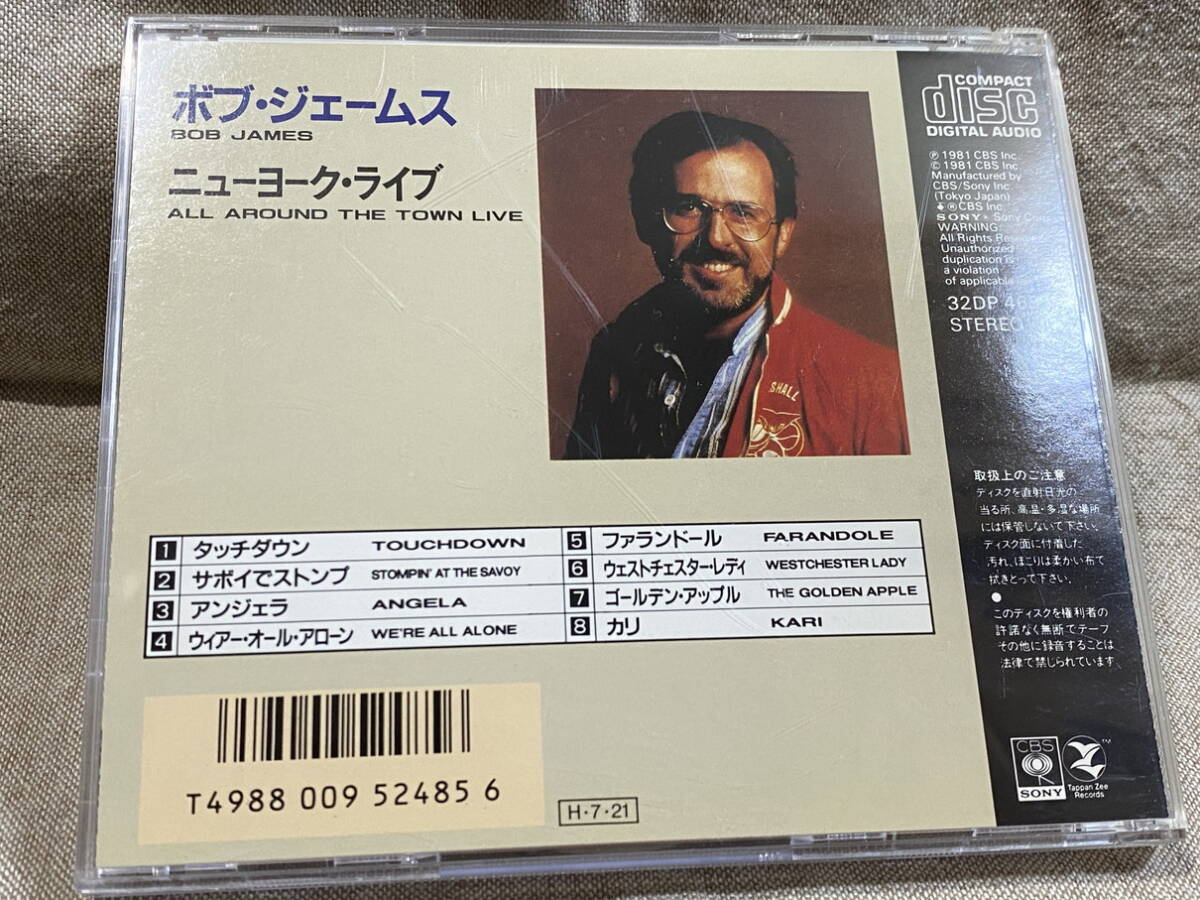 ボブ・ジェームス
BOB JAMES
ニューヨーク・ライブ
ALL AROUND THE TOWN LIVE
SHALL
1 タッチダウン TOUCHDOWN
2 サボイでストンプ STOMPIN' AT THE SAVOY
3 アンジェラ ANGELA
4 ウィアー・オール・アローン WE'RE ALL ALONE
5 ファランドール FARANDOLE
6 ウェストチェスター・レディ WESTCHESTER LADY
7 ゴールデン・アップル THE GOLDEN APPLE
8 カリ KARI
T4988 009 52485 6
H・7・21
COMPACT
disc
DIGITAL AUDIO
℗ 1981 CBS Inc.
© 1981 CBS Inc.
Manufactured by
CBS/Sony Inc.
(Tokyo Japan)
® CBS Inc.
SONY® Sony
WARNING:
All Rights
Unauthorized
duplication is
a violation
of applicable
32DP
STEREO
取扱上のご注意
ディスクを直射日光の
当る所、高温・多湿な場所
には保管しないで下さい。
ディスク面に付着した
汚れ、ほこりは柔かい布で
拭きとって下さい。
●
このディスクを権利者の
許諾なく無断でテープ
その他に録音することは
法律で禁じられています
CBS
SONY
Tappan Zee
Records
TM